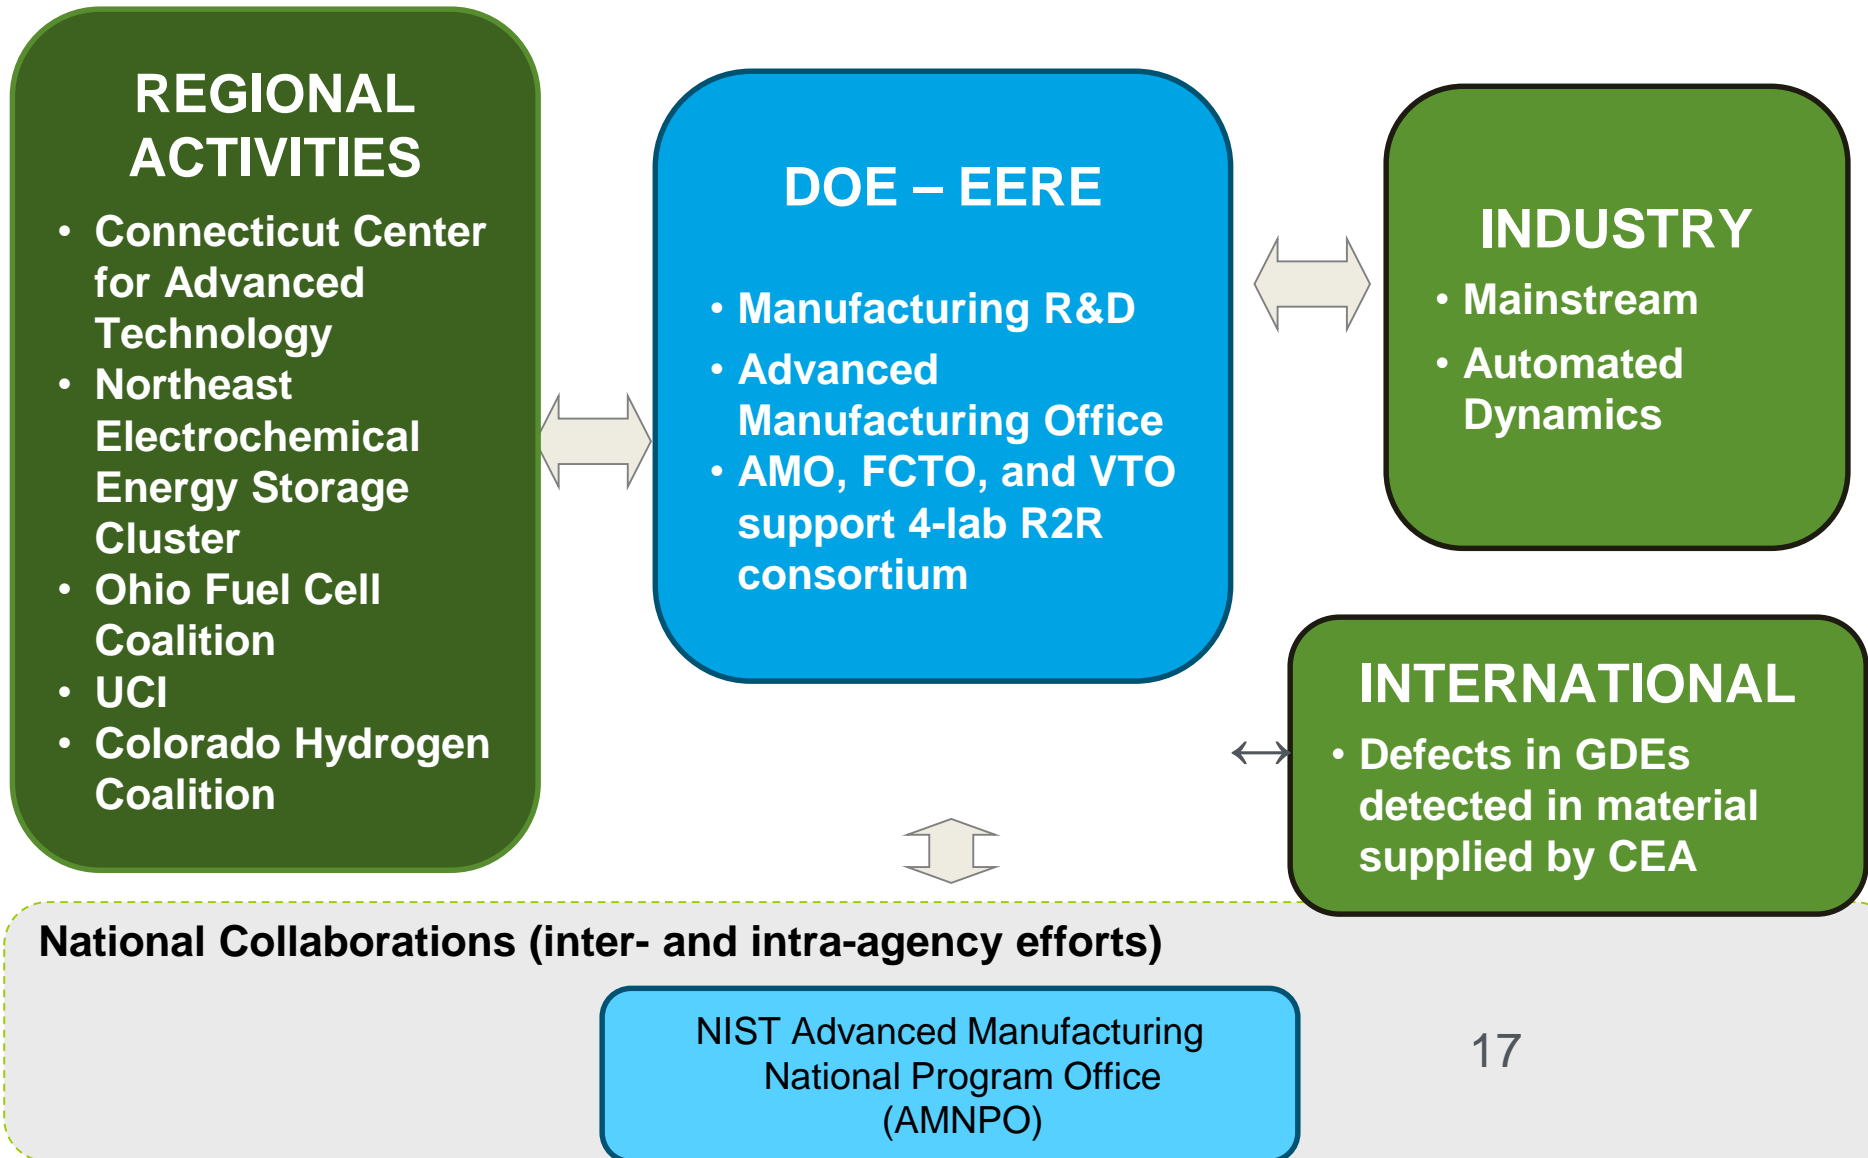 REGIONAL
ACTIVITIES
• Connecticut Center
for Advanced
Technology
• Northeast
Electrochemical
Energy Storage
Cluster
• Ohio Fuel Cell
Coalition
• UCI
• Colorado Hydrogen
Coalition
DOE – EERE
• Manufacturing R&D
• Advanced
Manufacturing Office
• AMO, FCTO, and VTO
support 4-lab R2R
consortium
INDUSTRY
• Mainstream
• Automated
Dynamics
INTERNATIONAL
• Defects in GDEs
detected in material
supplied by CEA
National Collaborations (inter- and intra-agency efforts)
NIST Advanced Manufacturing
National Program Office
(AMNPO)
17